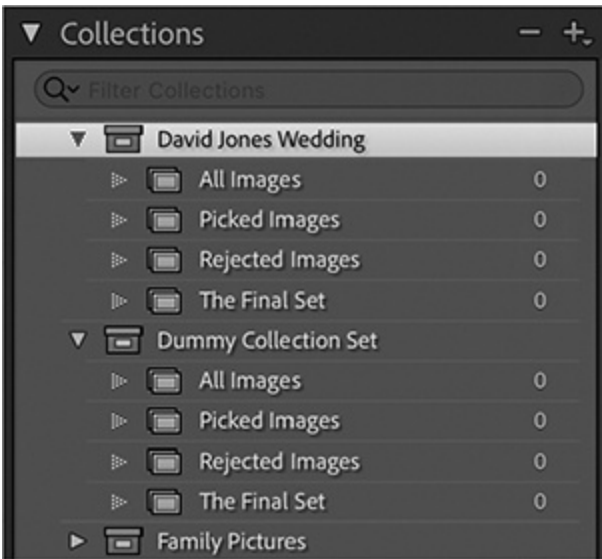 Collections
Filter Collections
David Jones Wedding
All Images 0
Picked Images 0
Rejected Images 0
The Final Set 0
Dummy Collection Set
All Images 0
Picked Images 0
Rejected Images 0
The Final Set 0
Family Pictures